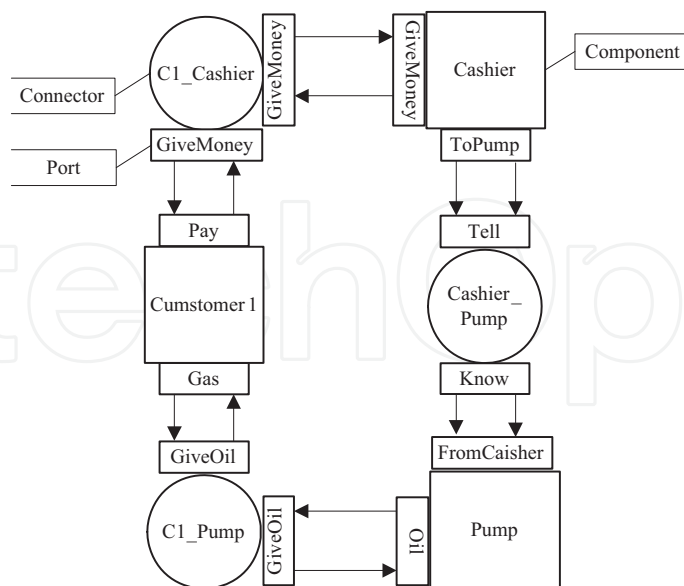 C1_Cashier
GiveMoney
GiveMoney
Cashier
Component
Connector
GiveMoney
ToPump
Port
Pay
Tell
Cumstomer 1
Cashier_
Pump
Gas
Know
GiveOil
FromCaisher
C1_Pump
GiveOil
Oil
Pump
techOp